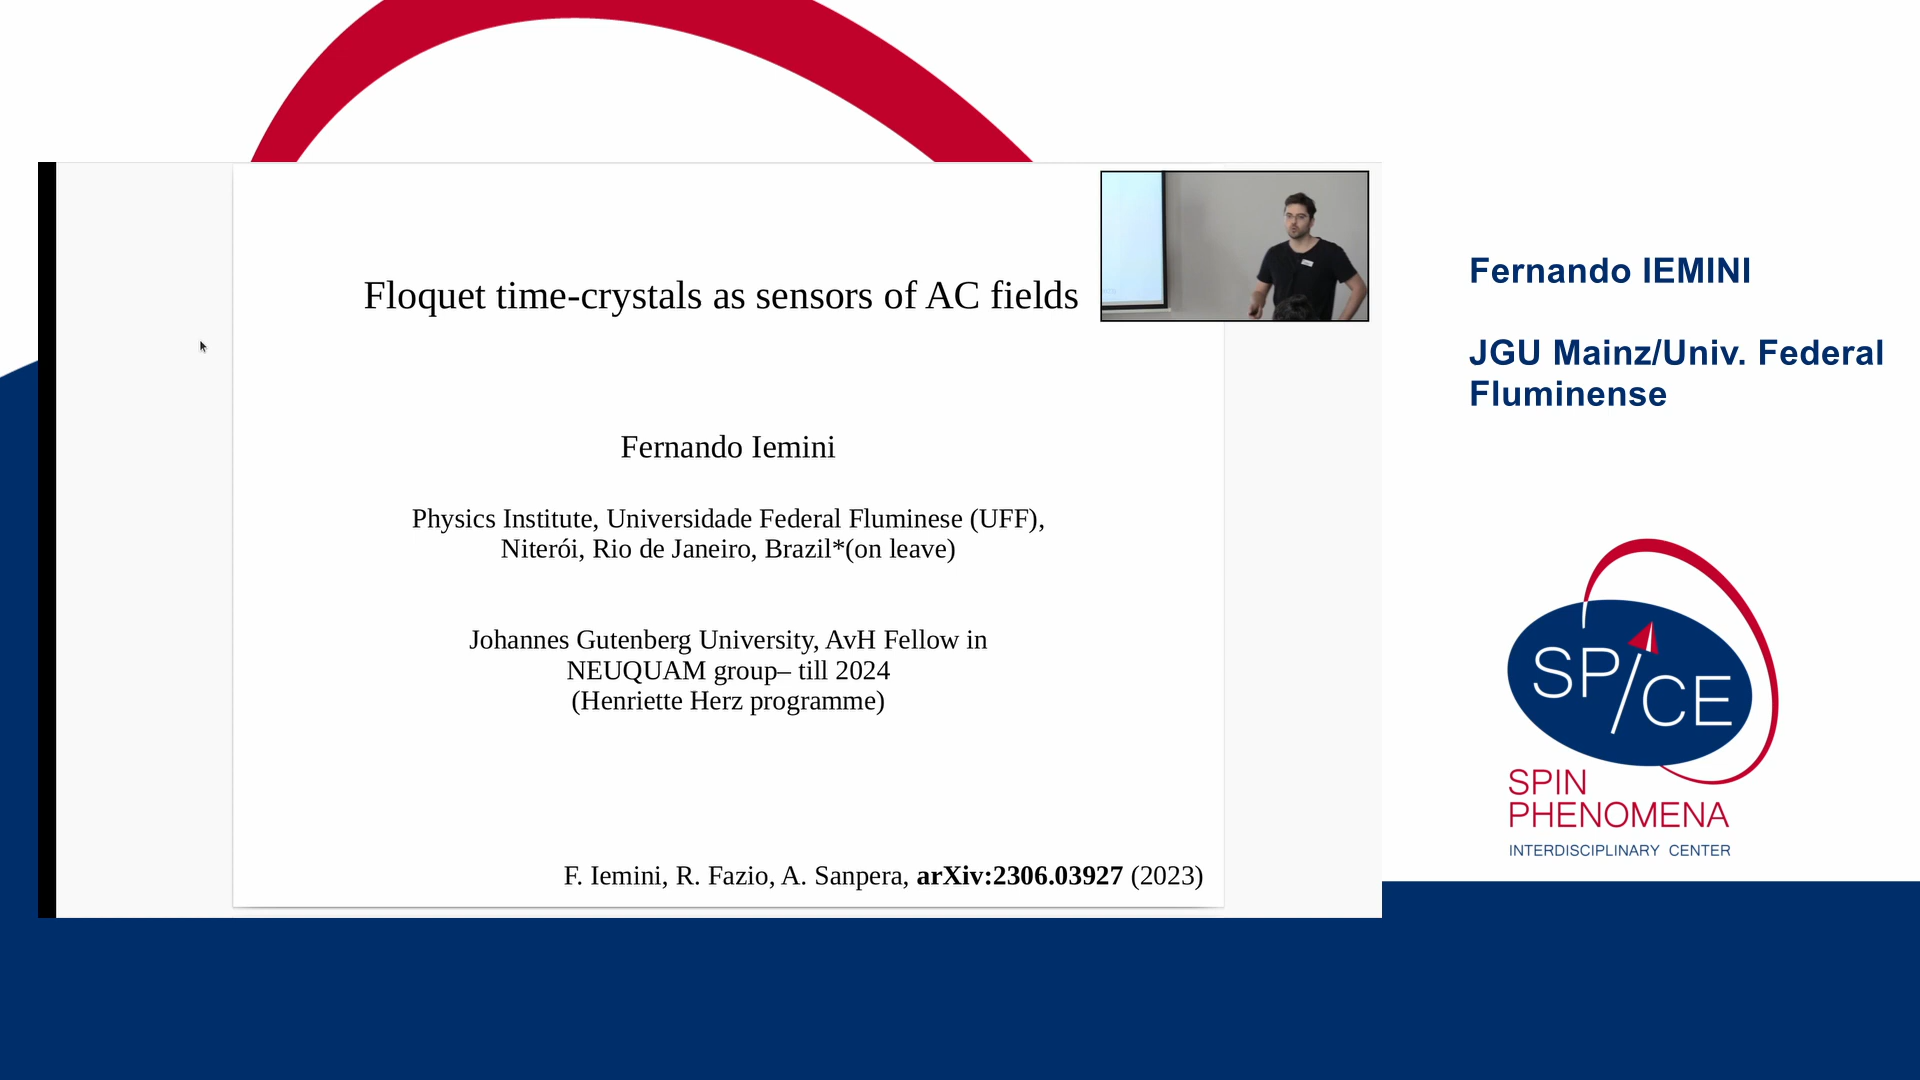 Floquet time-crystals as sensors of AC fields
Fernando Iemini
Physics Institute, Universidade Federal Fluminese (UFF),
Niterói, Rio de Janeiro, Brazil*(on leave)
Johannes Gutenberg University, AvH Fellow in
NEUQUAM group– till 2024
(Henriette Herz programme)
F. Iemini, R. Fazio, A. Sanpera, arXiv:2306.03927 (2023)
Fernando IEMINI
JGU Mainz/Univ. Federal
Fluminense
SP/CE
SPIN
PHENOMENA
INTERDISCIPLINARY CENTER